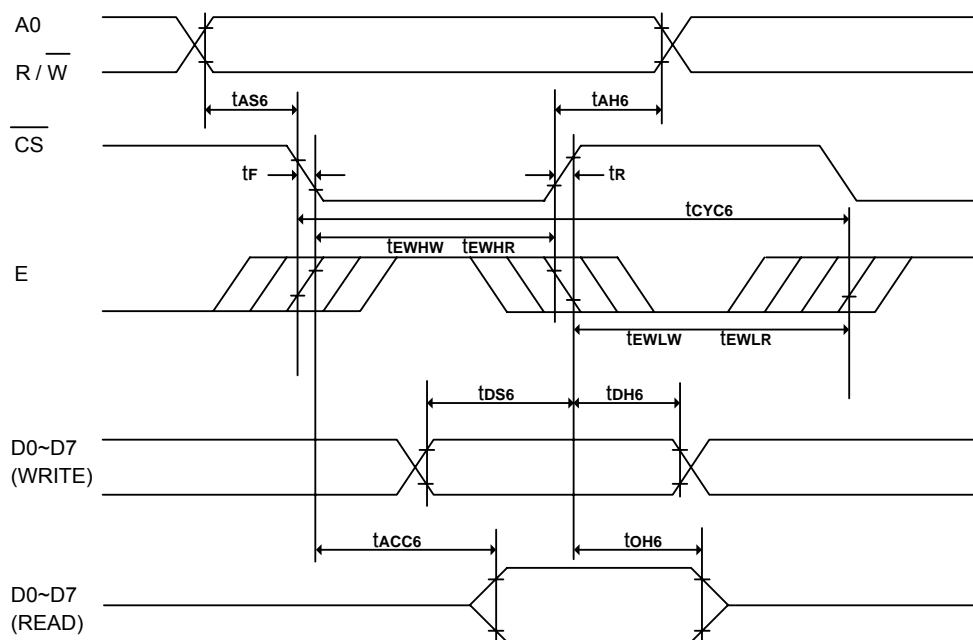 A0
R / W
tAS6 tAH6
CS
tF tR
tCYC6
tEWHW tEWHR
E
tEWLW tEWLR
tDS6 tDH6
D0~D7
(WRITE)
tACC6 tOH6
D0~D7
(READ)